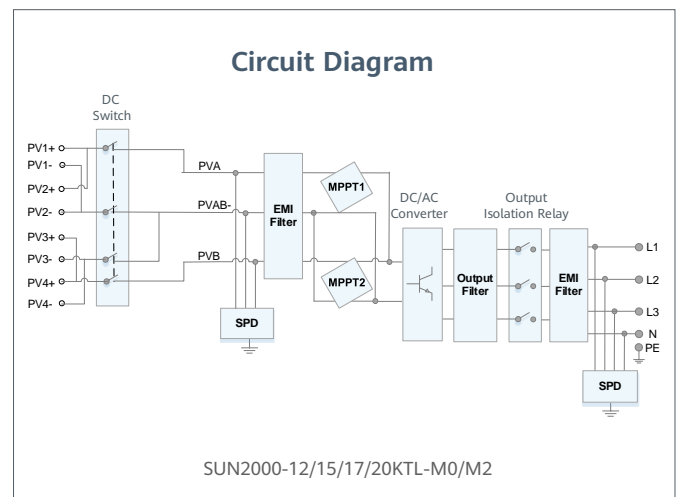 Circuit Diagram
DC
Switch
PV1+
PV1-
PV2+
PV2-
PV3+
PV3-
PV4+
PV4-
PVA
PVAB-
PVB
EMI
Filter
SPD
MPPT1
MPPT2
DC/AC
Converter
Output
Filter
Output
Isolation Relay
EMI
Filter
L1
L2
L3
N
PE
SPD
SUN2000-12/15/17/20KTL-M0/M2